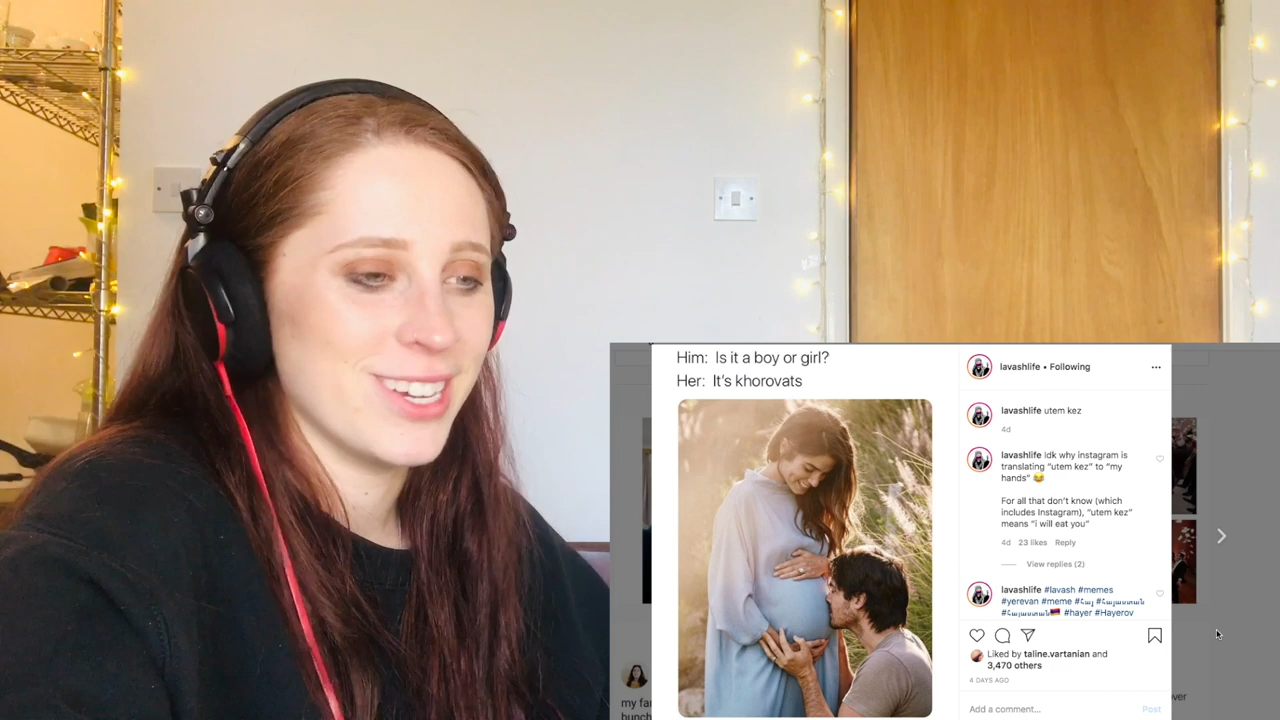 Him: Is it a boy or girl?
Her: It's khorovats
lavashlife • Following
lavashlife utem kez
4d
lavashlife Idk why instagram is
translating “utem kez” to “my
hands” 😂
For all that don't know (which
includes Instagram), “utem kez”
means “i will eat you”
4d 23 likes Reply
View replies (2)
lavashlife #lavash #memes
#yerevan #meme #հայ #հայաստան
#հայաստան🇦🇲 #hayer #Hayerov
Liked by taline.vartanian and
3,470 others
4 DAYS AGO
Add a comment... Post
my